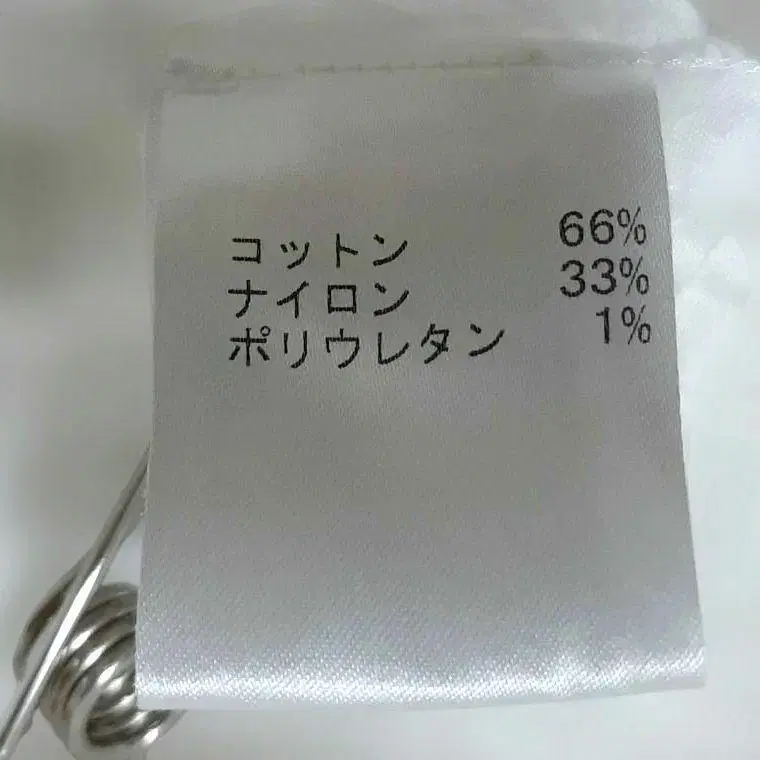 コットン 66%
ナイロン 33%
ポリウレタン 1%